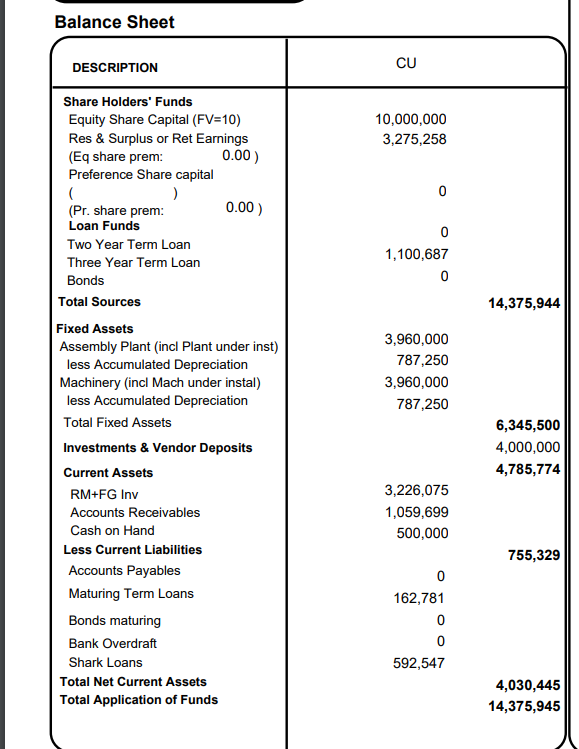 Balance Sheet
DESCRIPTION CU
Share Holders' Funds
Equity Share Capital (FV=10) 10,000,000
Res & Surplus or Ret Earnings 3,275,258
(Eq share prem: 0.00 )
Preference Share capital
( ) 0
(Pr. share prem: 0.00 )
Loan Funds
Two Year Term Loan 0
Three Year Term Loan 1,100,687
Bonds 0
Total Sources 14,375,944
Fixed Assets
Assembly Plant (incl Plant under inst) 3,960,000
less Accumulated Depreciation 787,250
Machinery (incl Mach under instal) 3,960,000
less Accumulated Depreciation 787,250
Total Fixed Assets 6,345,500
Investments & Vendor Deposits 4,000,000
Current Assets 4,785,774
RM+FG Inv 3,226,075
Accounts Receivables 1,059,699
Cash on Hand 500,000
Less Current Liabilities 755,329
Accounts Payables 0
Maturing Term Loans 162,781
Bonds maturing 0
Bank Overdraft 0
Shark Loans 592,547
Total Net Current Assets 4,030,445
Total Application of Funds 14,375,945